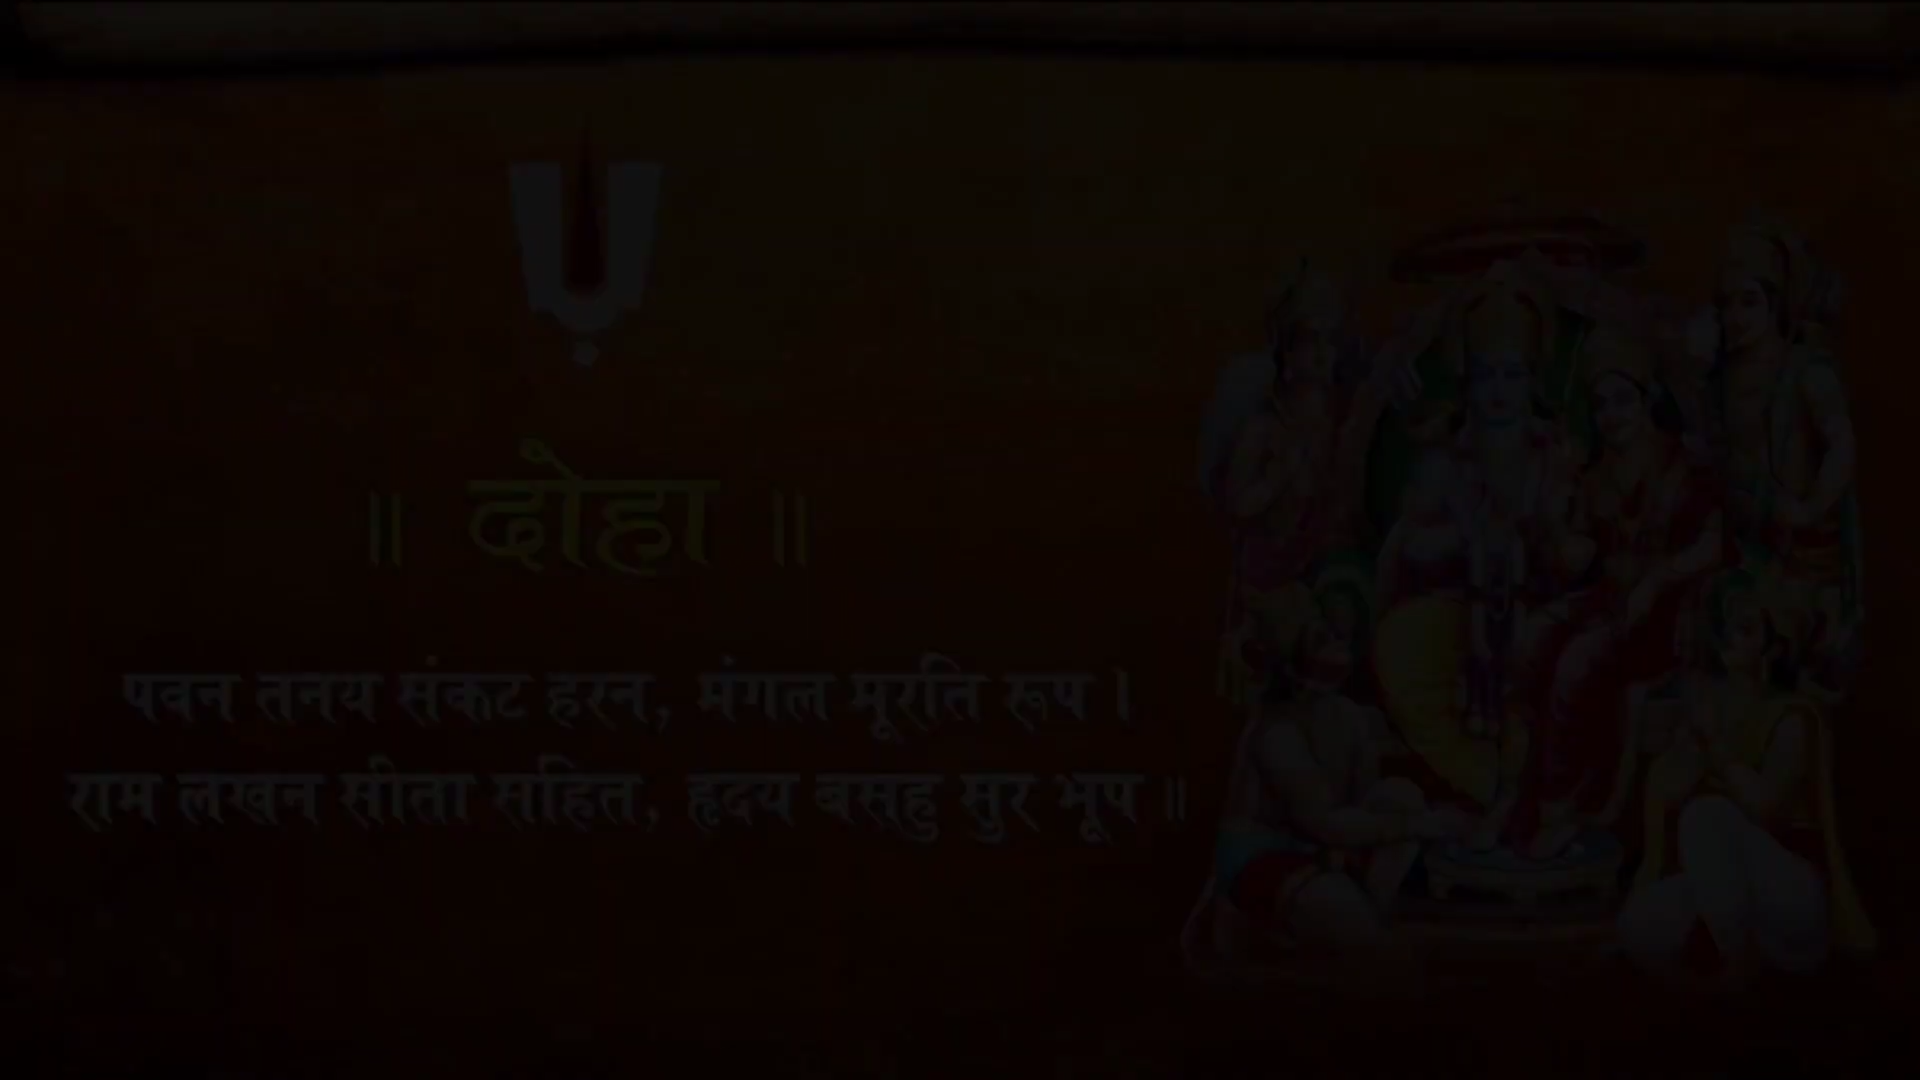 ॥ दोहा ॥
पवन तनय संकट हरन, मंगल मूरति रूप ।
राम लखन सीता सहित, हृदय बसहु सुर भूप ॥